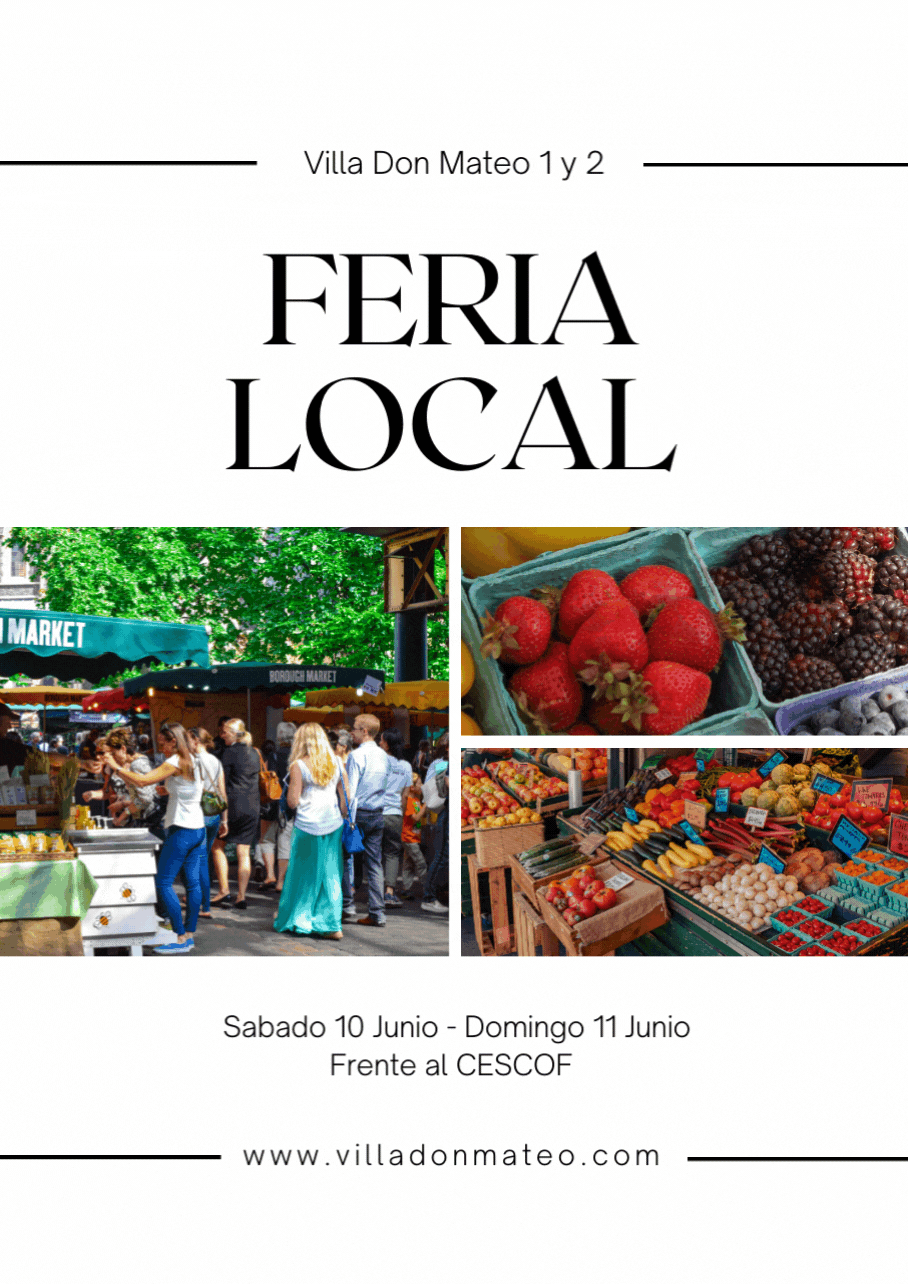 Villa Don Mateo 1 y 2
FERIA
LOCAL
MARKET
BOROUGH MARKET
Sabado 10 Junio - Domingo 11 Junio
Frente al CESCOF
www.villadonmateo.com